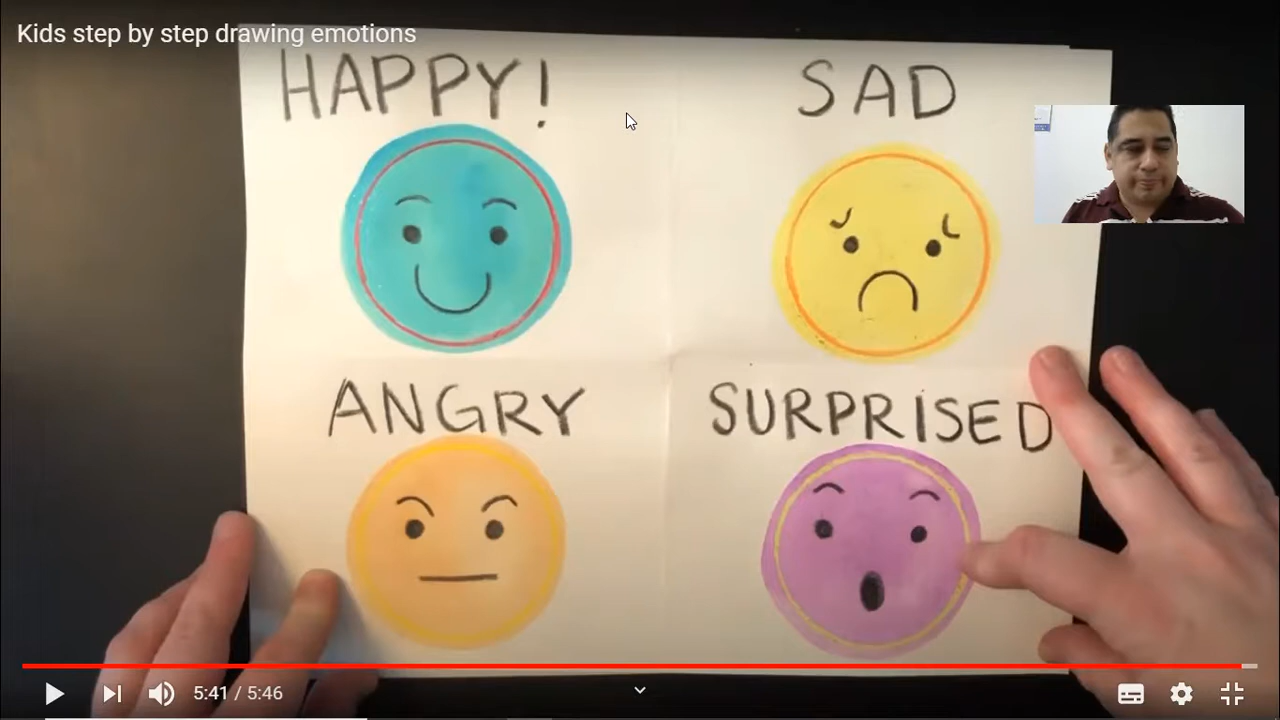 Kids step by step drawing emotions
HAPPY!
SAD
ANGRY
SURPRISED
5:41 / 5:46